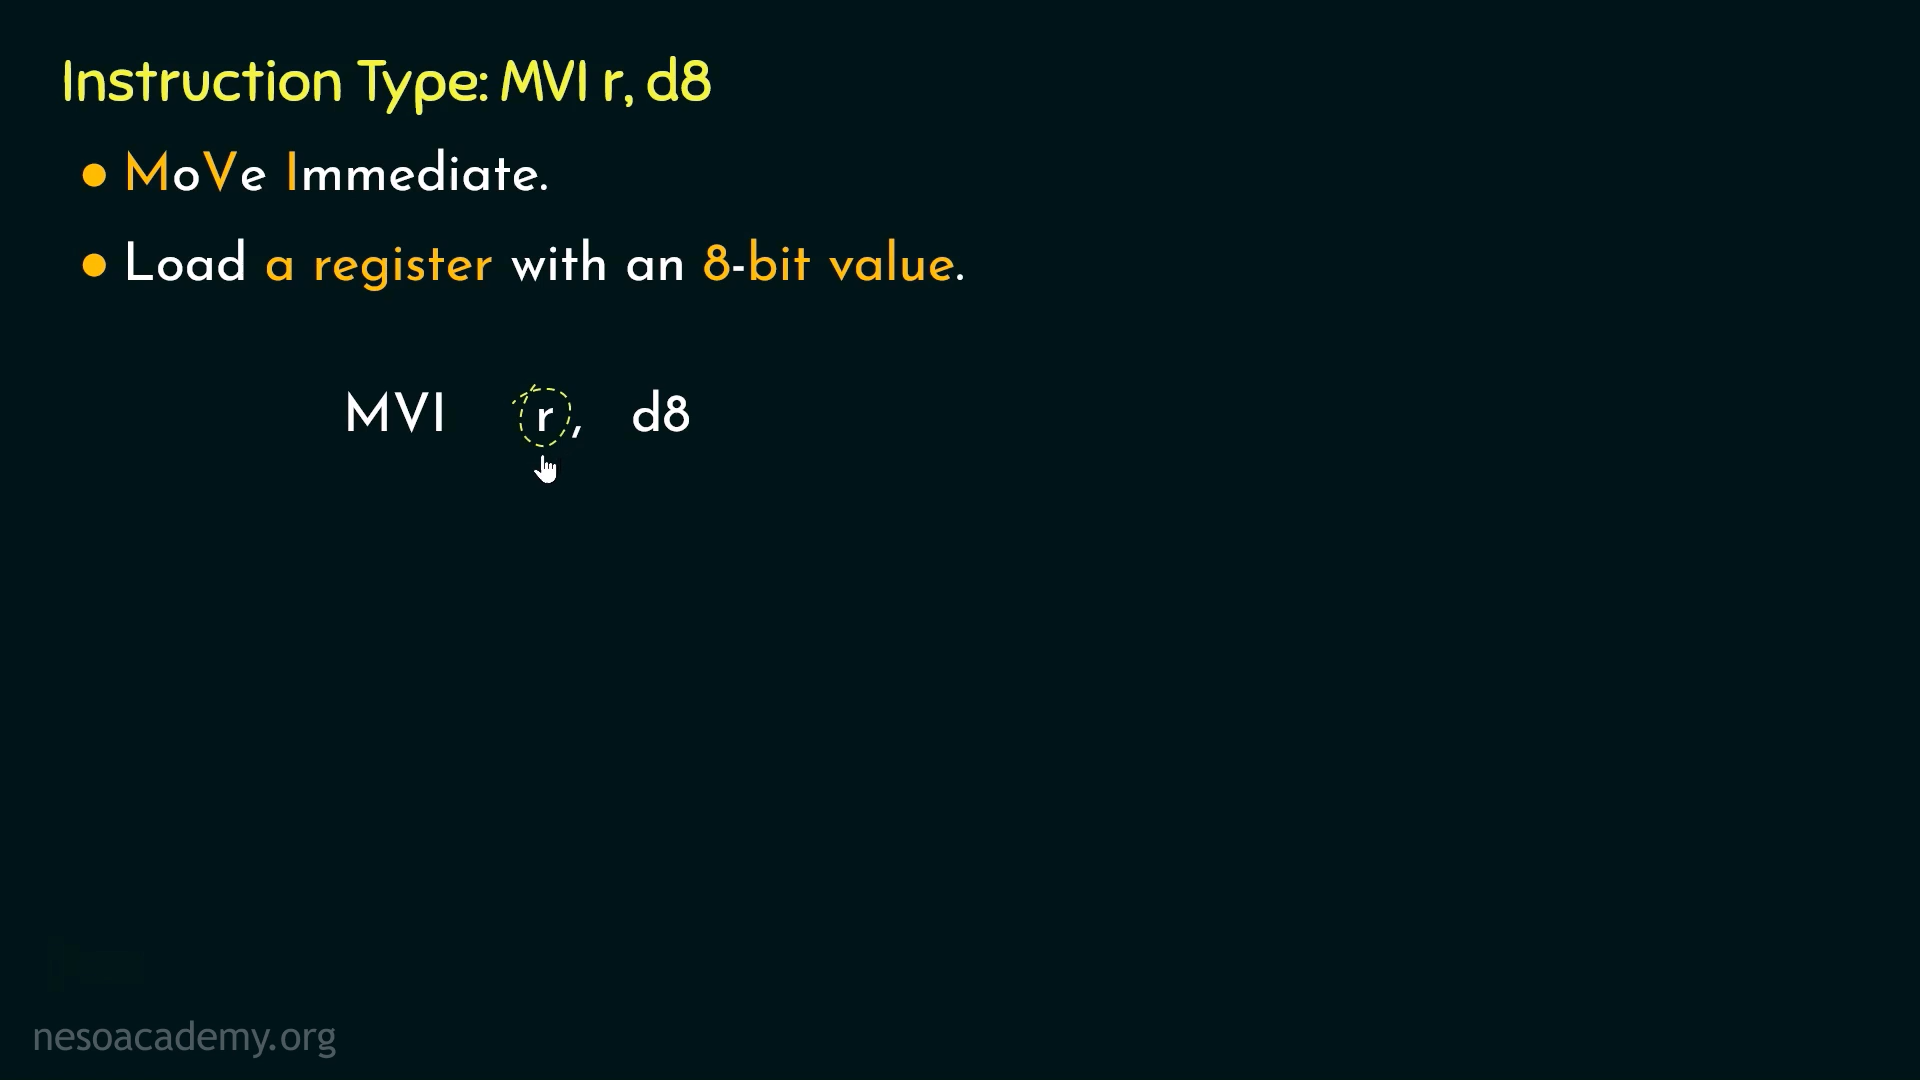 Instruction Type: MVI r, d8
● MoVe Immediate.
● Load a register with an 8-bit value.
MVI r, d8
nesoacademy.org